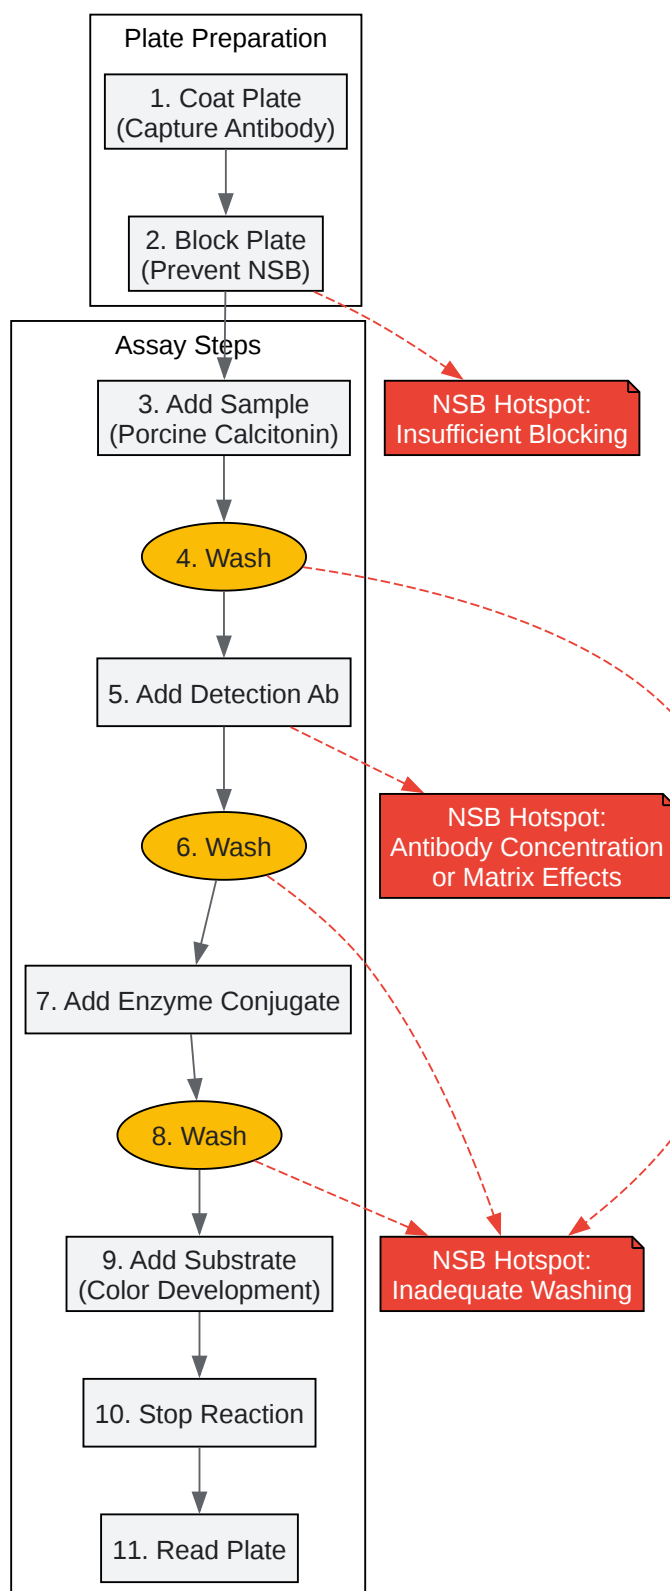 Plate Preparation
1. Coat Plate
(Capture Antibody)
2. Block Plate
(Prevent NSB)
Assay Steps
3. Add Sample
(Porcine Calcitonin)
NSB Hotspot:
Insufficient Blocking
4. Wash
5. Add Detection Ab
NSB Hotspot:
Antibody Concentration
or Matrix Effects
6. Wash
7. Add Enzyme Conjugate
8. Wash
NSB Hotspot:
Inadequate Washing
9. Add Substrate
(Color Development)
10. Stop Reaction
11. Read Plate